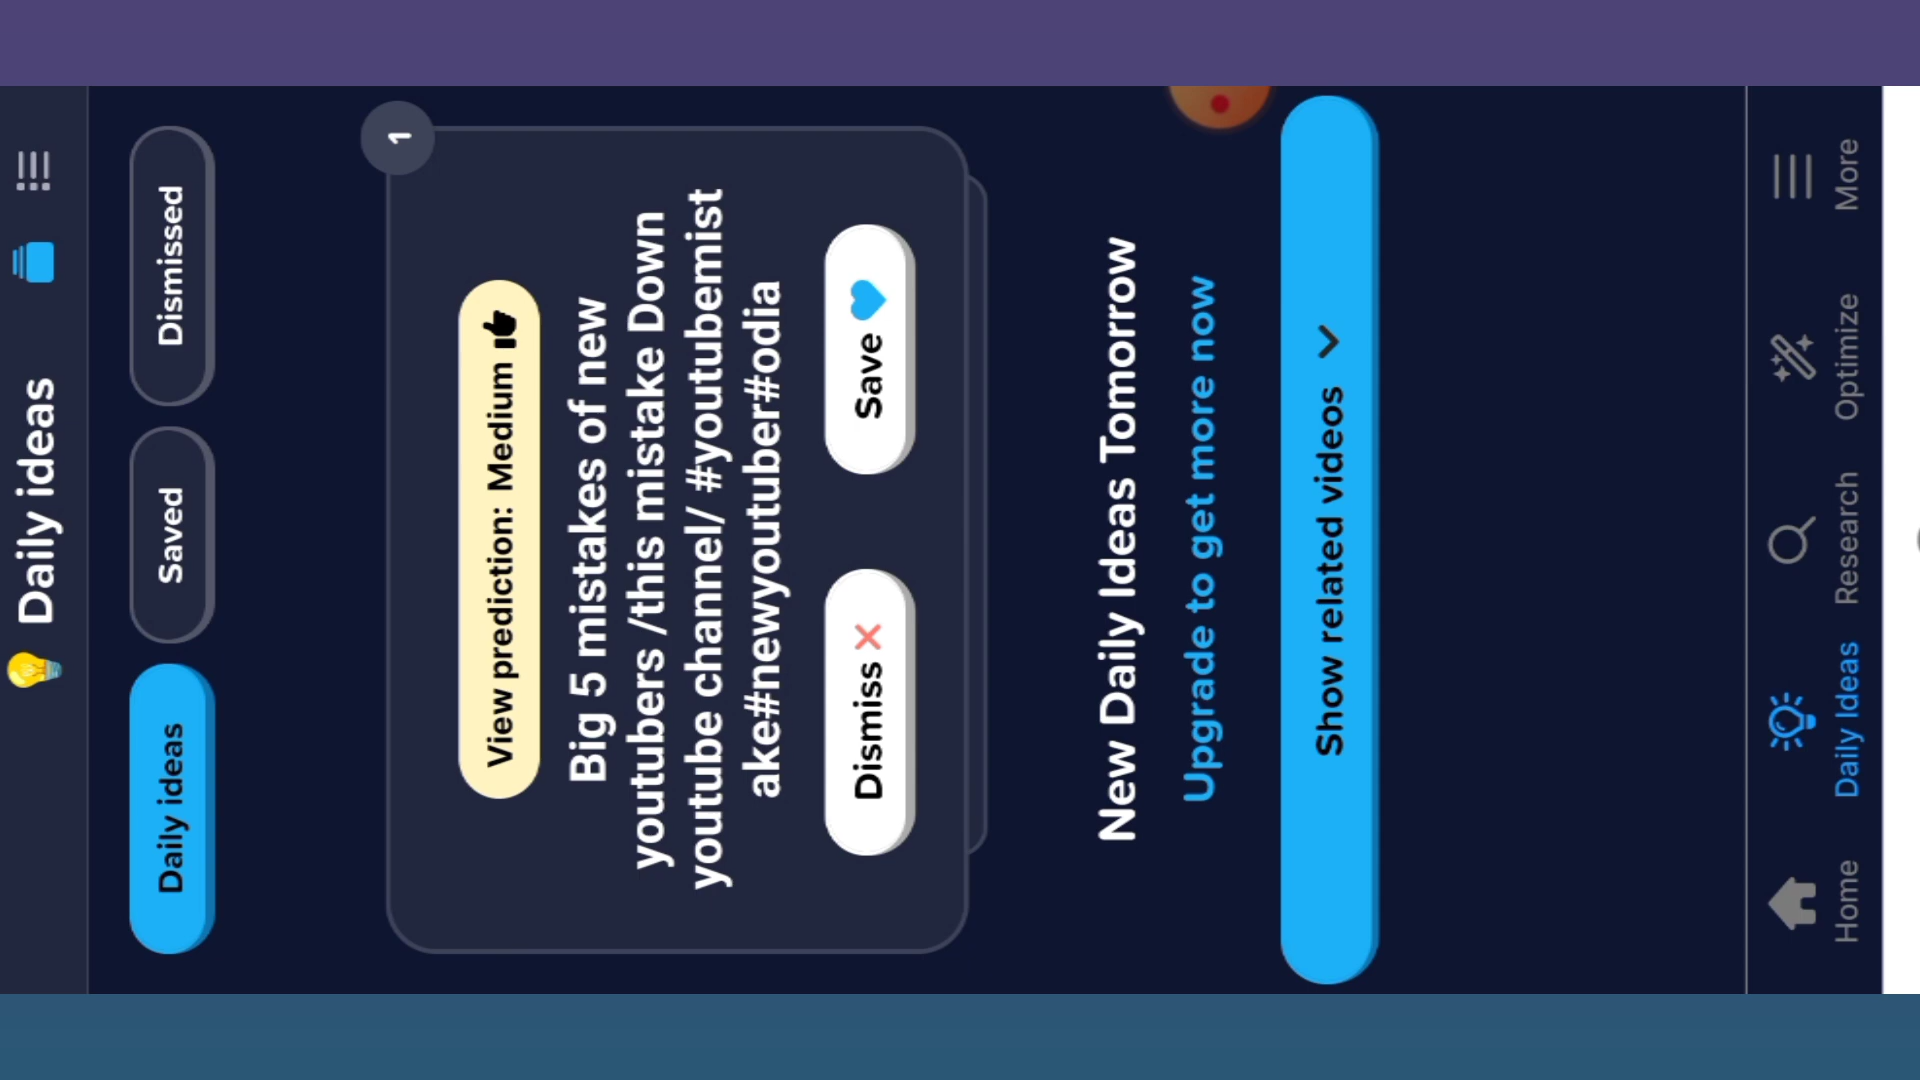 Daily ideas
Daily ideas
Saved
Dismissed
1
View prediction: Medium
Big 5 mistakes of new
youtubers /this mistake Down
youtube channel/ #youtubemist
ake#newyoutuber#odia
Dismiss
Save
New Daily Ideas Tomorrow
Upgrade to get more now
Show related videos
Home
Daily Ideas
Research
Optimize
More